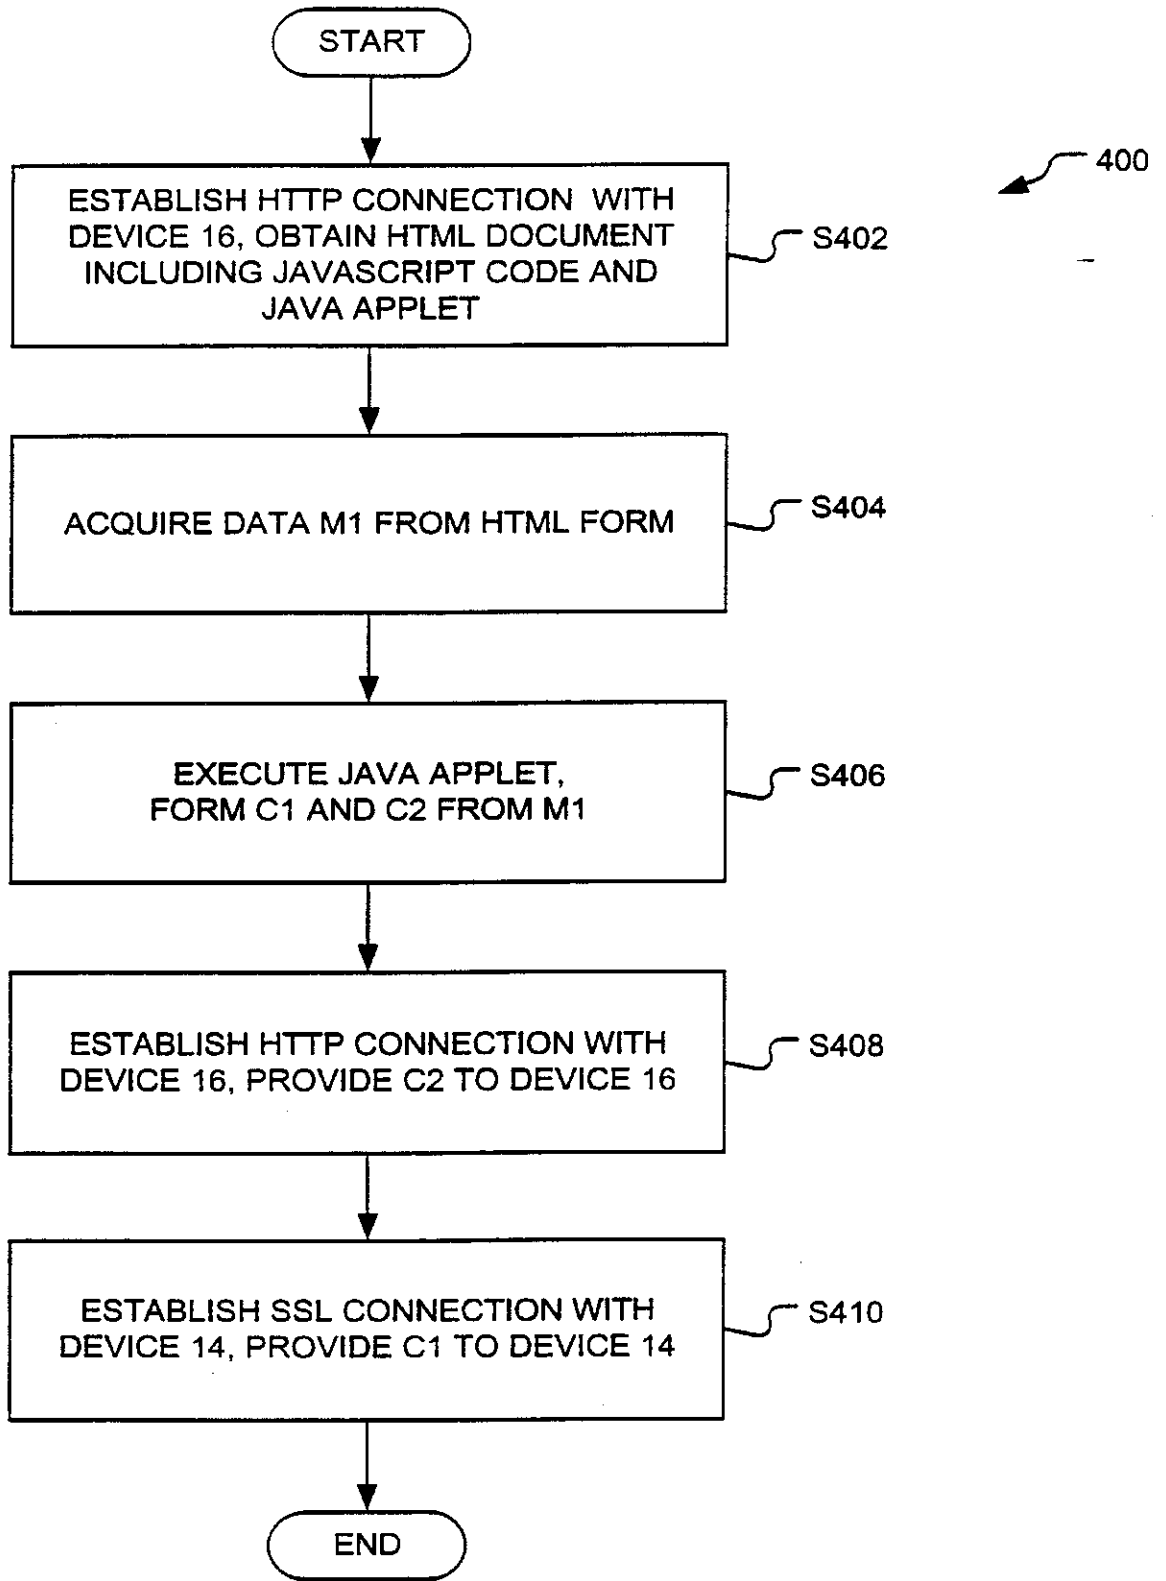 START
400
ESTABLISH HTTP CONNECTION WITH
DEVICE 16, OBTAIN HTML DOCUMENT
INCLUDING JAVASCRIPT CODE AND
JAVA APPLET
S402
ACQUIRE DATA M1 FROM HTML FORM
S404
EXECUTE JAVA APPLET,
FORM C1 AND C2 FROM M1
S406
ESTABLISH HTTP CONNECTION WITH
DEVICE 16, PROVIDE C2 TO DEVICE 16
S408
ESTABLISH SSL CONNECTION WITH
DEVICE 14, PROVIDE C1 TO DEVICE 14
S410
END